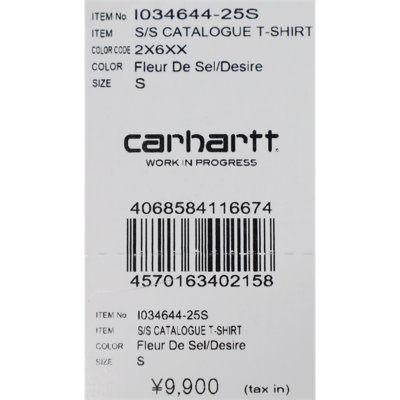 ITEM No I034644-25S
ITEM S/S CATALOGUE T-SHIRT
COLOR CODE 2X6XX
COLOR Fleur De Sel/Desire
SIZE S
carhartt.
WORK IN PROGRESS
4068584116674
4570163402158
ITEM No I034644-25S
ITEM S/S CATALOGUE T-SHIRT
COLOR Fleur De Sel/Desire
SIZE S
¥9,900 (tax in)